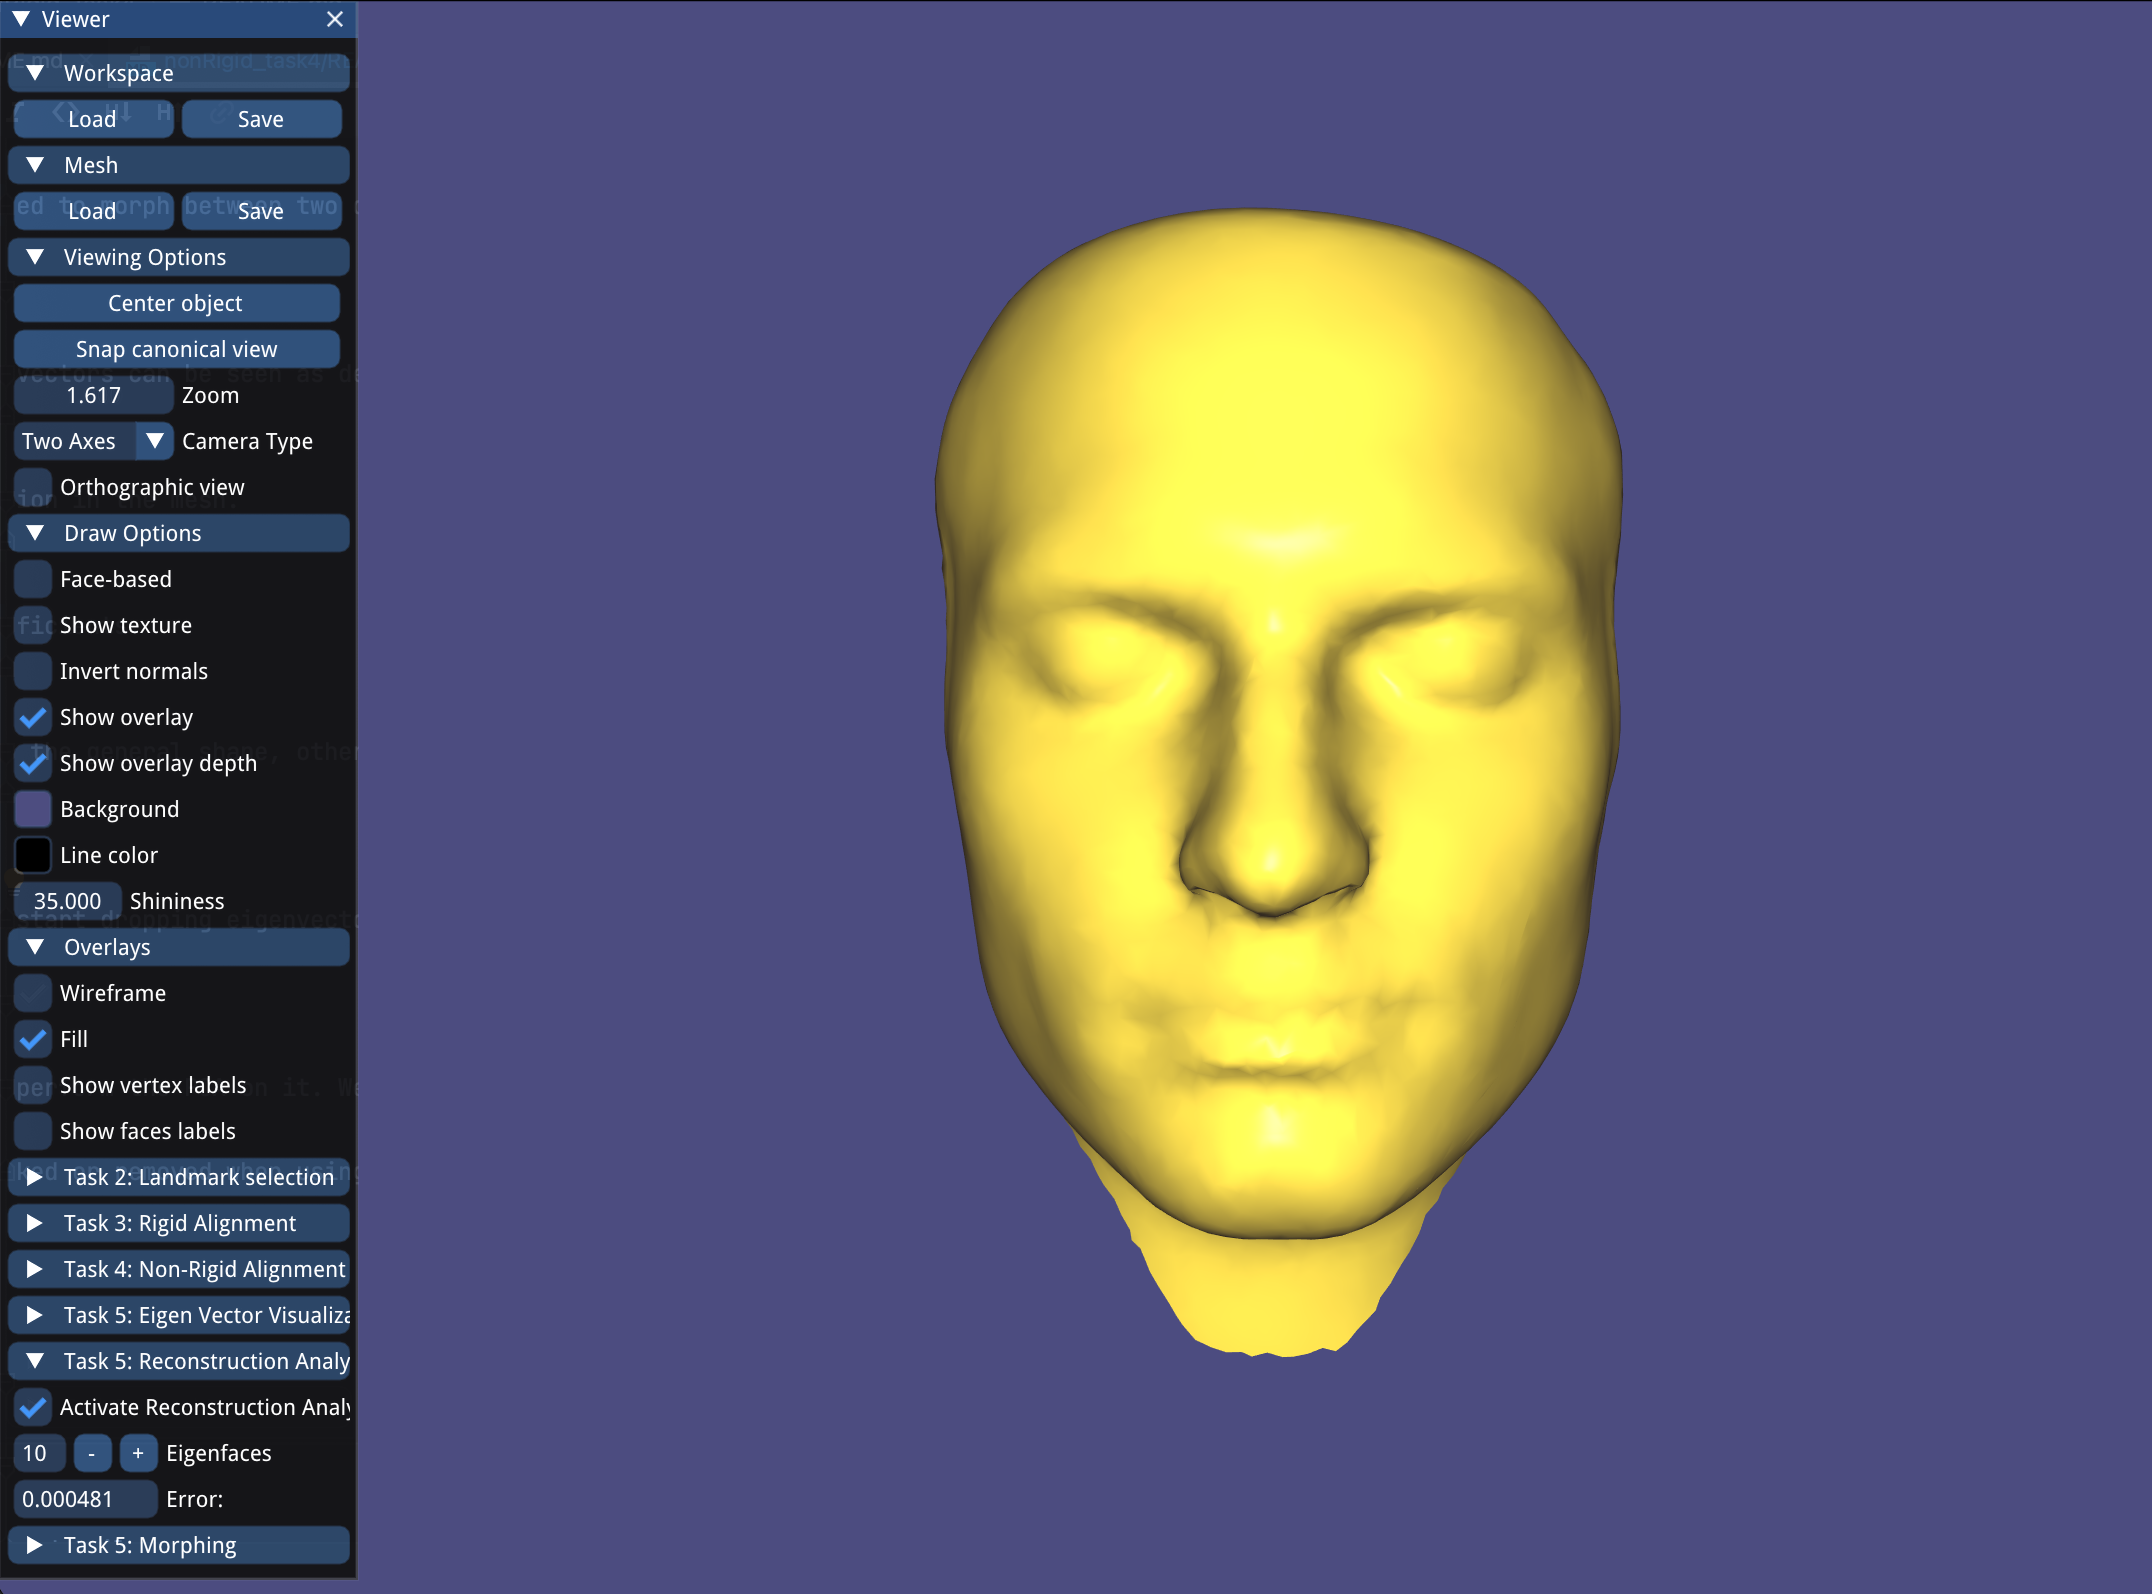 Viewer
Workspace
Load Save
Mesh
Load Save
Viewing Options
Center object
Snap canonical view
1.617 Zoom
Two Axes Camera Type
Orthographic view
Draw Options
Face-based
Show texture
Invert normals
Show overlay
Show overlay depth
Background
Line color
35.000 Shininess
Overlays
Wireframe
Fill
Show vertex labels
Show faces labels
Task 2: Landmark selection
Task 3: Rigid Alignment
Task 4: Non-Rigid Alignment
Task 5: Eigen Vector Visualiza
Task 5: Reconstruction Analy
Activate Reconstruction Analy
10 - + Eigenfaces
0.000481 Error:
Task 5: Morphing